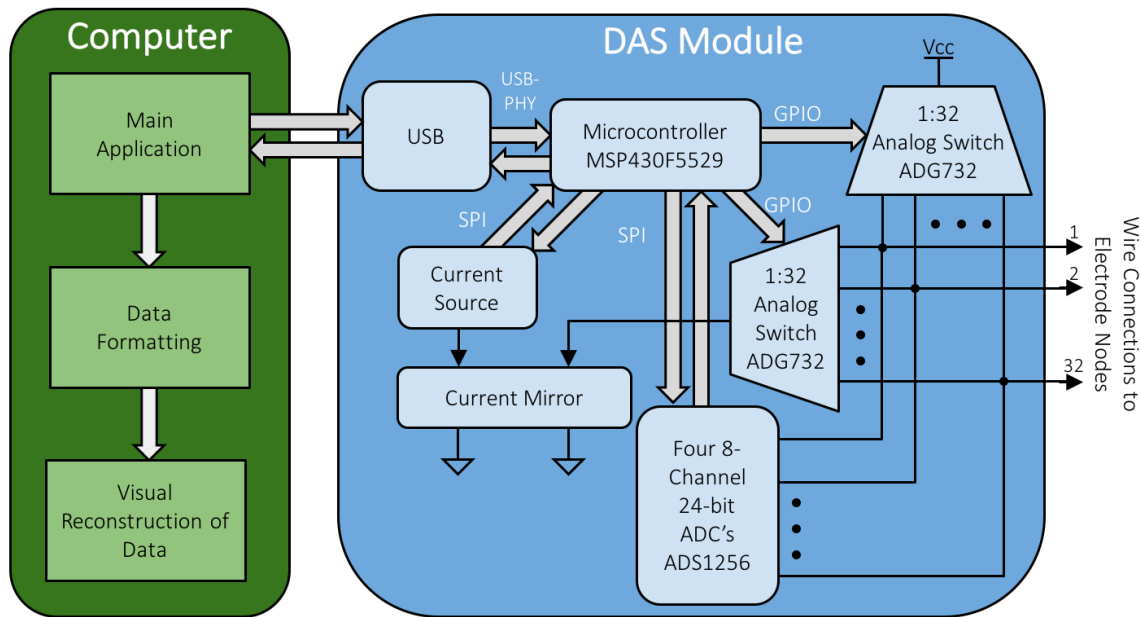 Computer
Main
Application
Data
Formatting
Visual
Reconstruction of
Data
DAS Module
USB
USB-
PHY
Microcontroller
MSP430F5529
GPIO
Vcc
1:32
Analog Switch
ADG732
SPI
SPI
GPIO
Current
Source
1:32
Analog
Switch
ADG732
Current Mirror
Four 8-
Channel
24-bit
ADC's
ADS1256
1
2
32
Wire Connections to
Electrode Nodes